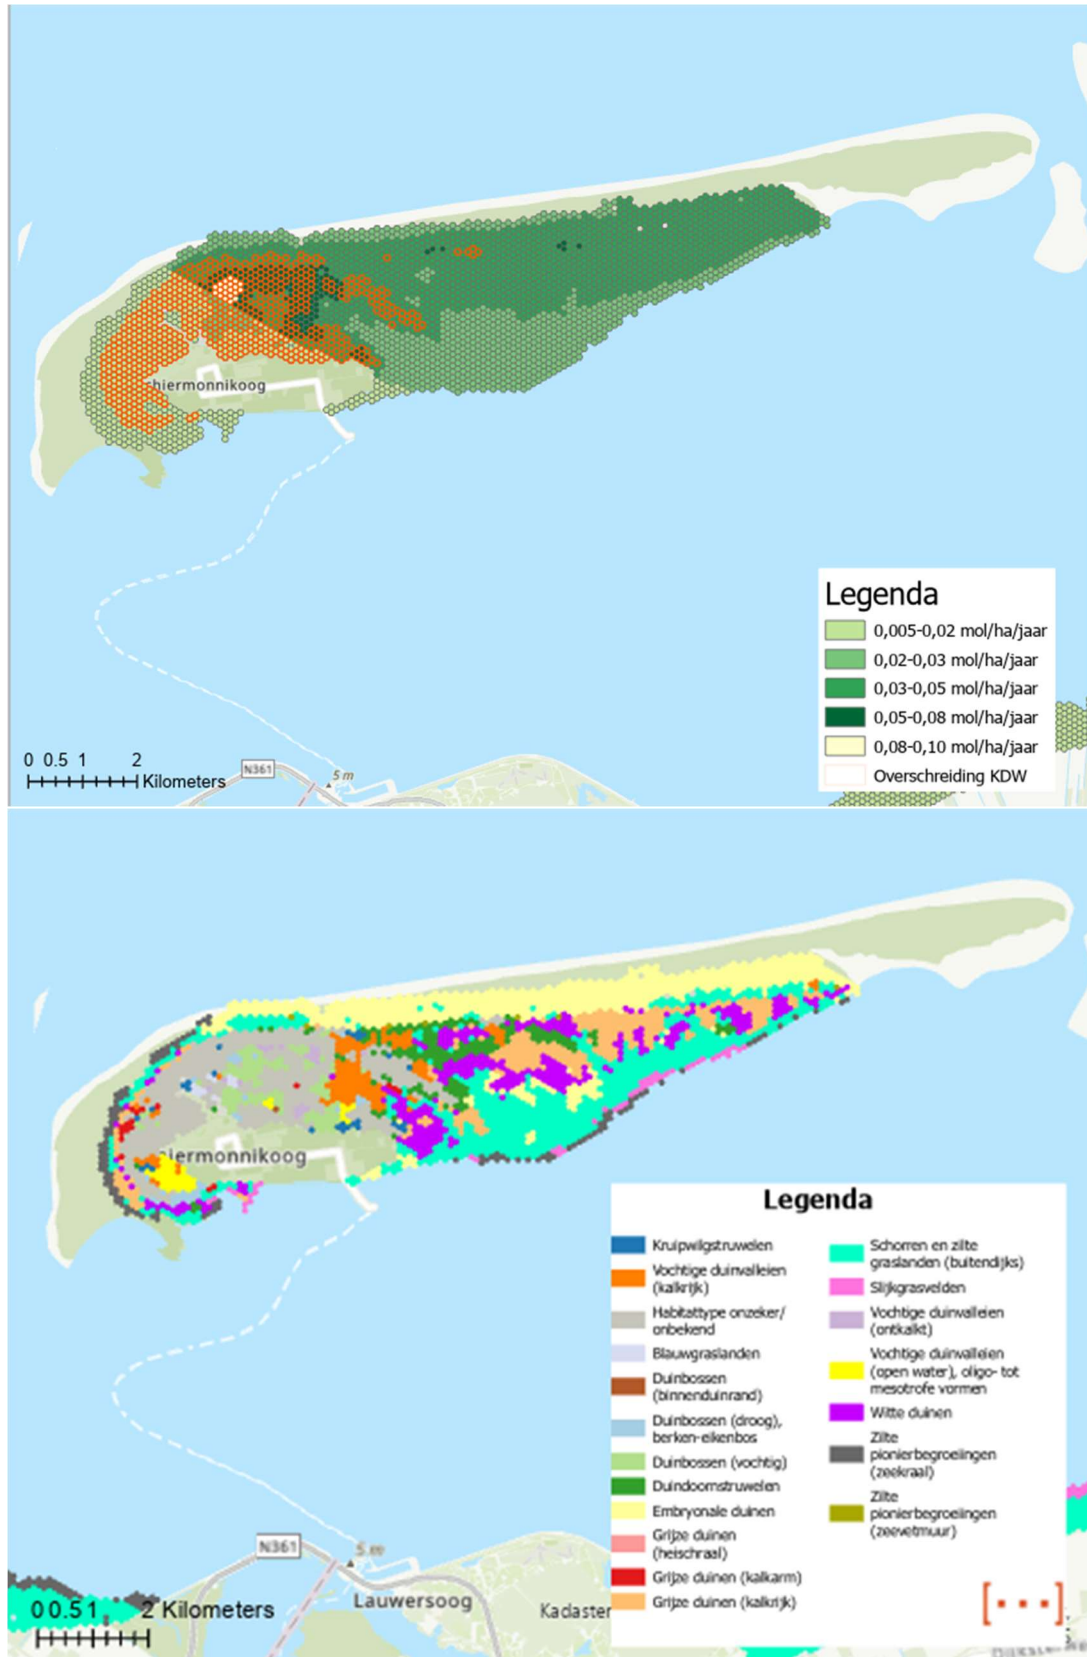 chiermonnikoog
Legenda
0,005-0,02 mol/ha/jaar
0,02-0,03 mol/ha/jaar
0,03-0,05 mol/ha/jaar
0,05-0,08 mol/ha/jaar
0,08-0,10 mol/ha/jaar
Overschreiding KDW
0 0.5 1 2
Kilometers
N361
5 m
iermonnikoog
Legenda
Kruipwilgstruwelen
Vochtige duinvalleien
(kalkrijk)
Habitattype onzeker/
onbekend
Blauwgraslanden
Duinbossen
(binnenduinrand)
Duinbossen (droog),
berken-eikenbos
Duinbossen (vochtig)
Duindoornstruwelen
Embryonale duinen
Grijze duinen
(heischraal)
Grijze duinen (kalkarm)
Grijze duinen (kalkrijk)
Schorren en zilte
graslanden (buitendijks)
Slijkgrasvelden
Vochtige duinvalleien
(ontkalkt)
Vochtige duinvalleien
(open water), oligo- tot
mesotrofe vormen
Witte duinen
Zilte
pionierbegroeiingen
(zeekraal)
Zilte
pionierbegroeiingen
(zeevetmuur)
[...]
N361
5 m
Lauwersoog
Kadaster
0 0.5 1 2 Kilometers